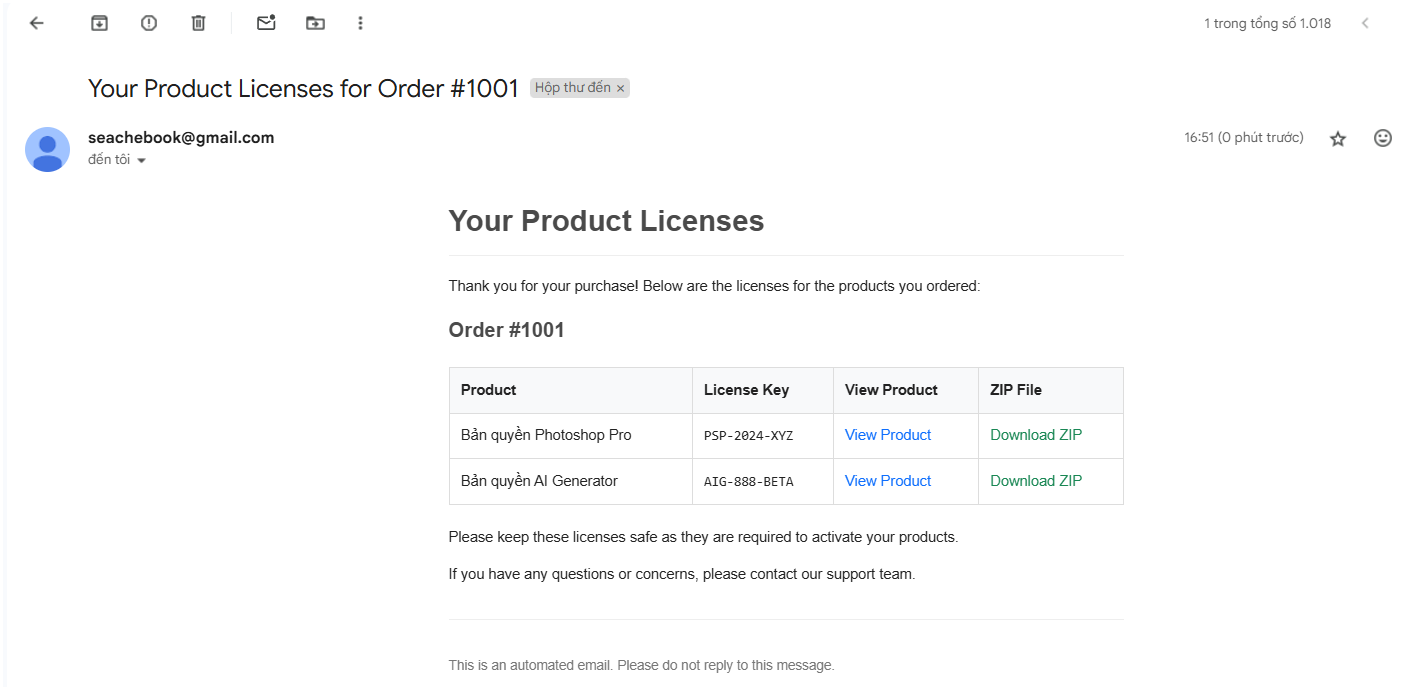 1 trong tổng số 1.018
Your Product Licenses for Order #1001 Hộp thư đến ×
seachebook@gmail.com
16:51 (0 phút trước)
đến tôi
Your Product Licenses
Thank you for your purchase! Below are the licenses for the products you ordered:
Order #1001
Product License Key View Product ZIP File
Bản quyền Photoshop Pro PSP-2024-XYZ View Product Download ZIP
Bản quyền AI Generator AIG-888-BETA View Product Download ZIP
Please keep these licenses safe as they are required to activate your products.
If you have any questions or concerns, please contact our support team.
This is an automated email. Please do not reply to this message.